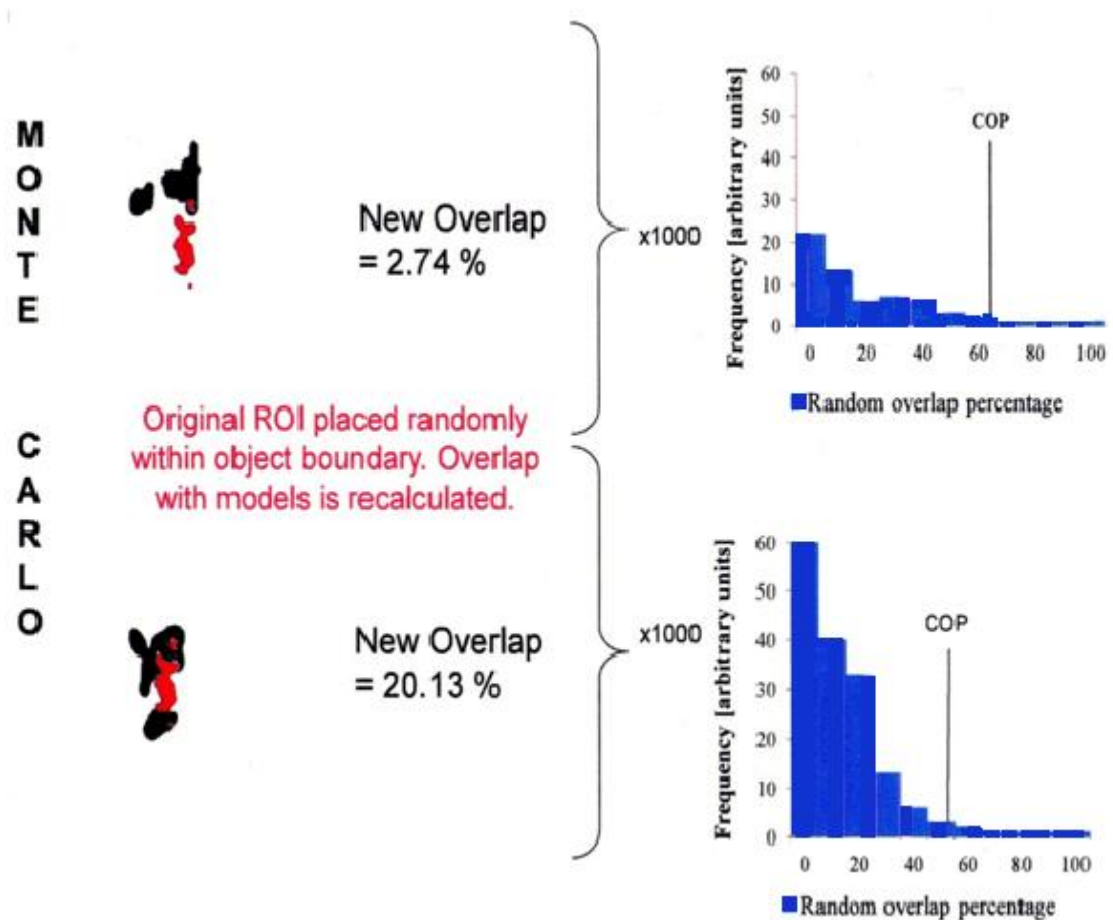 MONTE CARLO
New Overlap
= 2.74 %
x1000
Original ROI placed randomly
within object boundary. Overlap
with models is recalculated.
New Overlap
= 20.13 %
x1000
Frequency [arbitrary units]
60
50
40
30
20
10
0
COP
0 20 40 60 80 100
Random overlap percentage
Frequency [arbitrary units]
60
50
40
30
20
10
0
COP
0 20 40 60 80 100
Random overlap percentage